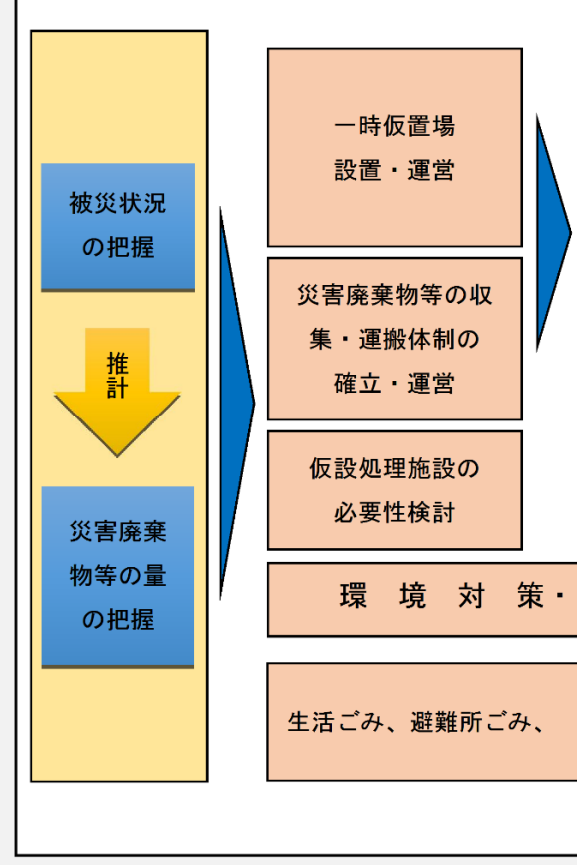 被災状況
の把握
推計
災害廃棄
物等の量
の把握
一時仮置場
設置・運営
災害廃棄物等の収
集・運搬体制の
確立・運営
仮設処理施設の
必要性検討
環境対策・
生活ごみ、避難所ごみ、